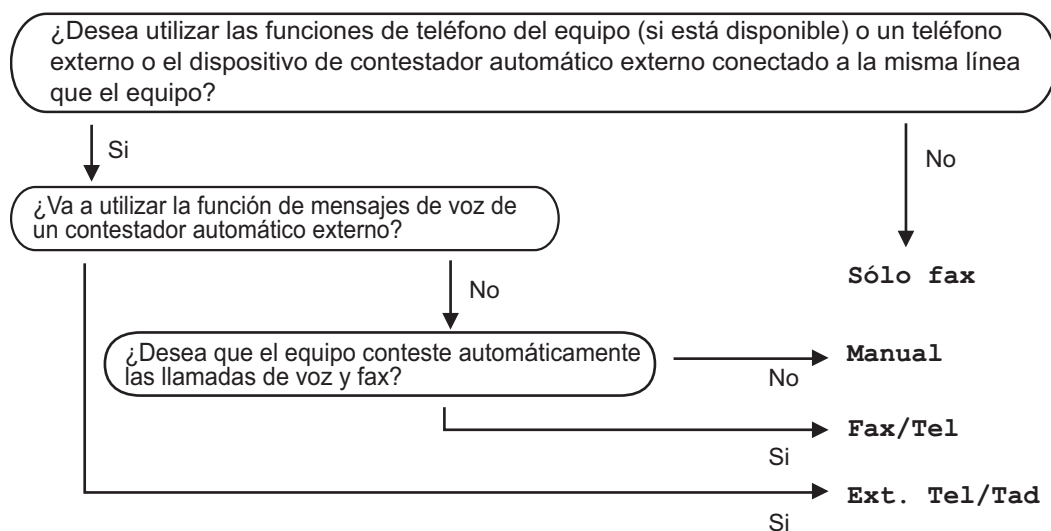 ¿Desea utilizar las funciones de teléfono del equipo (si está disponible) o un teléfono
externo o el dispositivo de contestador automático externo conectado a la misma línea
que el equipo?
Si
No
¿Va a utilizar la función de mensajes de voz de
un contestador automático externo?
Sólo fax
No
¿Desea que el equipo conteste automáticamente
las llamadas de voz y fax?
Manual
No
Fax/Tel
Si
Ext. Tel/Tad
Si